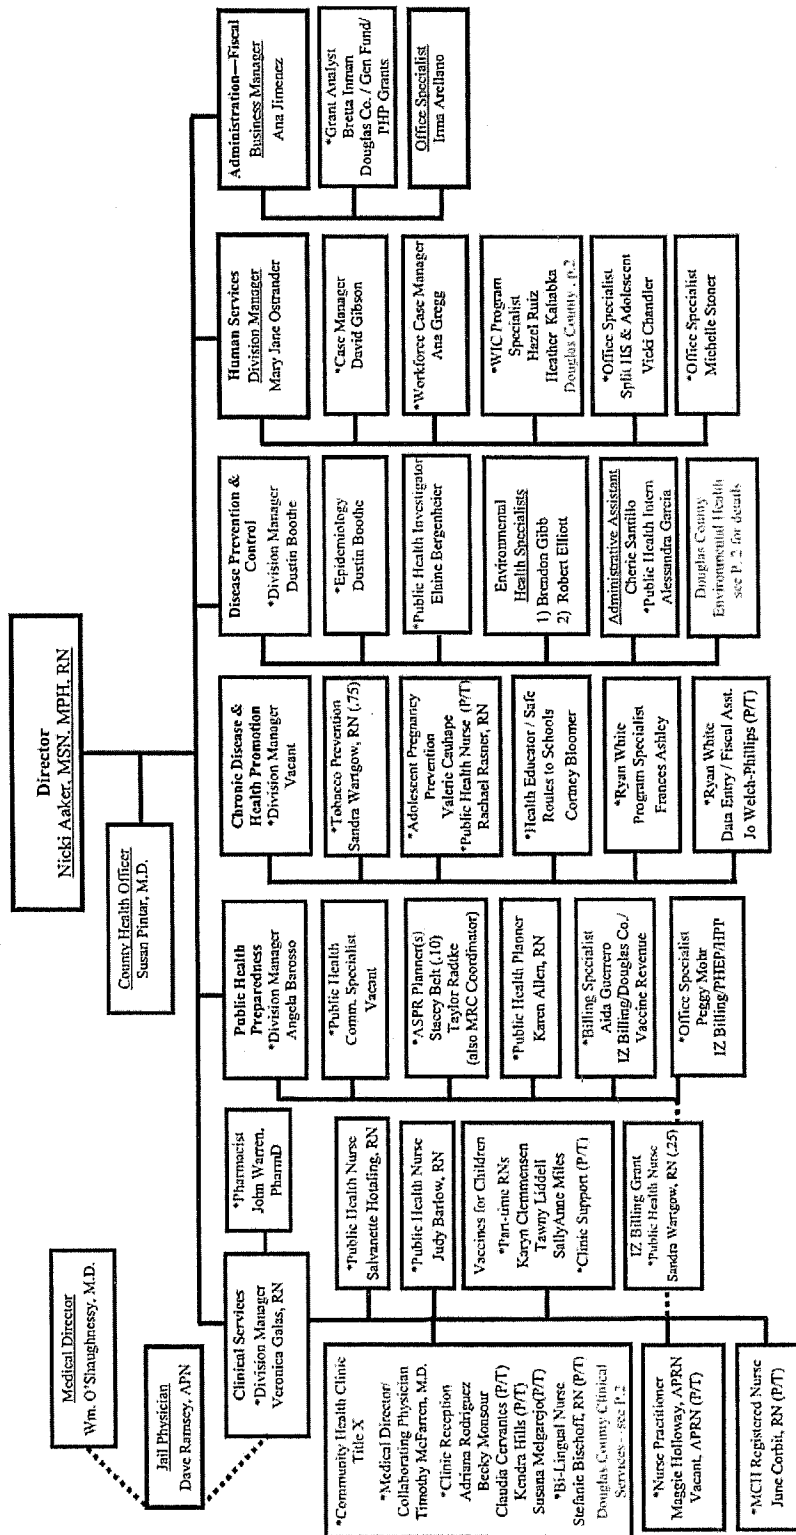 Director
Nicki Aaker, MSN, MPH, RN
County Health Officer
Susan Pintar, M.D.
Medical Director
Wm. O'Shaughnessy, M.D.
Jail Physician
Dave Ramsey, APN
Clinical Services
*Division Manager
Veronica Galas, RN
*Pharmacist
John Warren,
PharmD
*Community Health Clinic
Title X
*Medical Director/
Collaborating Physician
Timothy McFarren, M.D.
*Clinic Reception
Adriana Rodriguez
Becky Monsour
Claudia Cervantes (P/T)
Kendra Hills (P/T)
Susana Melgarejo(P/T)
*Bi-Lingual Nurse
Stefanie Bischoff, RN (P/T)
Douglas County Clinical
Services – see P.2
*Nurse Practitioner
Maggie Holloway, APRN
Vacant, APRN (P/T)
*MCH Registered Nurse
June Corbit, RN (P/T)
*Public Health Nurse
Salvanette Hotaling, RN
*Public Health Nurse
Judy Barlow, RN
Vaccines for Children
*Part-time RNs
Karyn Clemmensen
Tawny Liddell
SallyAnne Miles
*Clinic Support (P/T)
IZ Billing Grant
*Public Health Nurse
Sandra Wartgow, RN (.25)
Public Health
Preparedness
*Division Manager
Angela Barosso
*Public Health
Comm. Specialist
Vacant
*ASPR Planner(s)
Stacey Belt (.10)
Taylor Radtke
(also MRC Coordinator)
*Public Health Planner
Karen Allen, RN
*Billing Specialist
Aida Guerrero
IZ Billing/Douglas Co./
Vaccine Revenue
*Office Specialist
Peggy Mohr
IZ Billing/PHEP/HPP
Chronic Disease &
Health Promotion
*Division Manager
Vacant
*Tobacco Prevention
Sandra Wartgow, RN (.75)
*Adolescent Pregnancy
Prevention
Valerie Cauhape
*Public Health Nurse (P/T)
Rachael Rasner, RN
*Health Educator / Safe
Routes to Schools
Cortney Bloomer
*Ryan White
Program Specialist
Frances Ashley
*Ryan White
Data Entry / Fiscal Asst.
Jo Welch-Phillips (P/T)
Disease Prevention &
Control
*Division Manager
Dustin Boothe
*Epidemiology
Dustin Boothe
*Public Health Investigator
Elaine Bergenheier
Environmental
Health Specialists
1) Brendon Gibb
2) Robert Elliott
Administrative Assistant
Cherie Santillo
*Public Health Intern
Alessandra Garcia
Douglas County
Environmental Health
see P. 2 for details
Human Services
Division Manager
Mary Jane Ostrander
*Case Manager
David Gibson
*Workforce Case Manager
Ana Gregg
*WIC Program
Specialist
Hazel Ruiz
Heather Kaliabka
Douglas County , p.2
*Office Specialist
Split HS & Adolescent
Vicki Chandler
*Office Specialist
Michelle Stoner
Administration—Fiscal
Business Manager
Ana Jimenez
*Grant Analyst
Bretta Inman
Douglas Co. / Gen Fund/
PHP Grants
Office Specialist
Irma Arellano